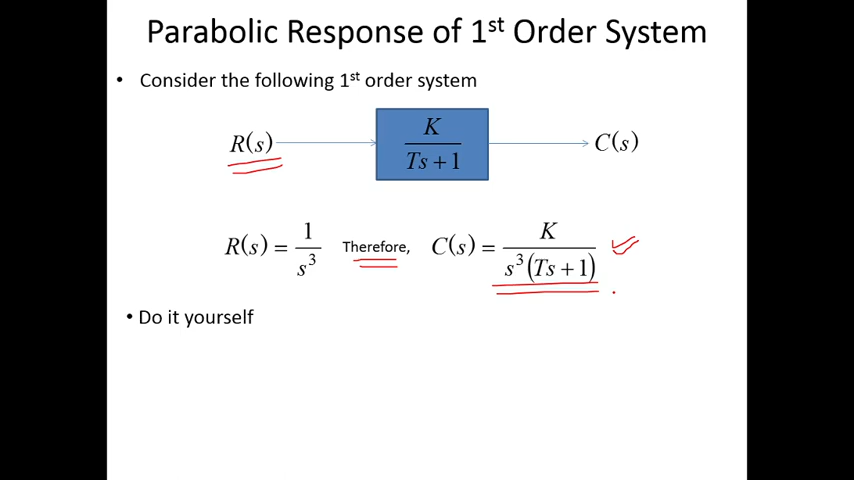 Parabolic Response of 1st Order System
• Consider the following 1st order system
R(s) K/(Ts + 1) C(s)
R(s) = 1/s³ Therefore, C(s) = K/(s³(Ts + 1))
• Do it yourself